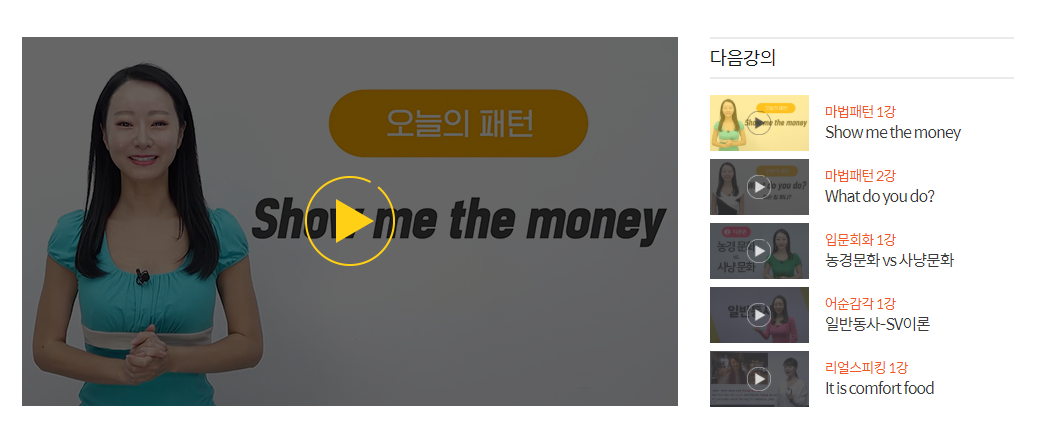 오늘의 패턴
Show me the money
다음강의
마법패턴 1강
Show me the money
마법패턴 2강
What do you do?
입문회화 1강
농경문화 vs 사냥문화
어순감각 1강
일반동사-SV이론
리얼스피킹 1강
It is comfort food